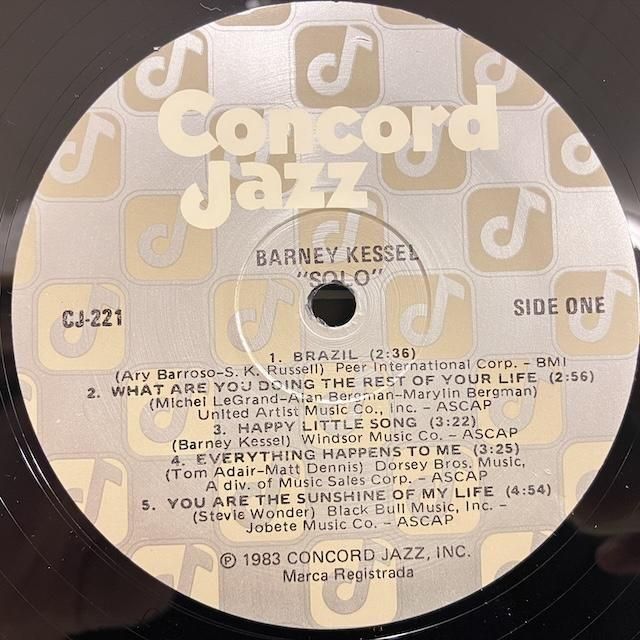 Concord
Jazz
BARNEY KESSEL
"SOLO"
CJ-221
SIDE ONE
1. BRAZIL (2:36)
(Ary Barroso-S. K. Russell) Peer International Corp. – BMI
2. WHAT ARE YOU DOING THE REST OF YOUR LIFE (2:56)
(Michel LeGrand-Alan Bergman-Marylin Bergman)
United Artist Music Co., Inc. – ASCAP
3. HAPPY LITTLE SONG (3:22)
(Barney Kessel) Windsor Music Co. – ASCAP
4. EVERYTHING HAPPENS TO ME (3:25)
(Tom Adair-Matt Dennis) Dorsey Bros. Music,
A div. of Music Sales Corp. – ASCAP
5. YOU ARE THE SUNSHINE OF MY LIFE (4:54)
(Stevie Wonder) Black Bull Music, Inc. –
Jobete Music Co. – ASCAP
℗ 1983 CONCORD JAZZ, INC.
Marca Registrada